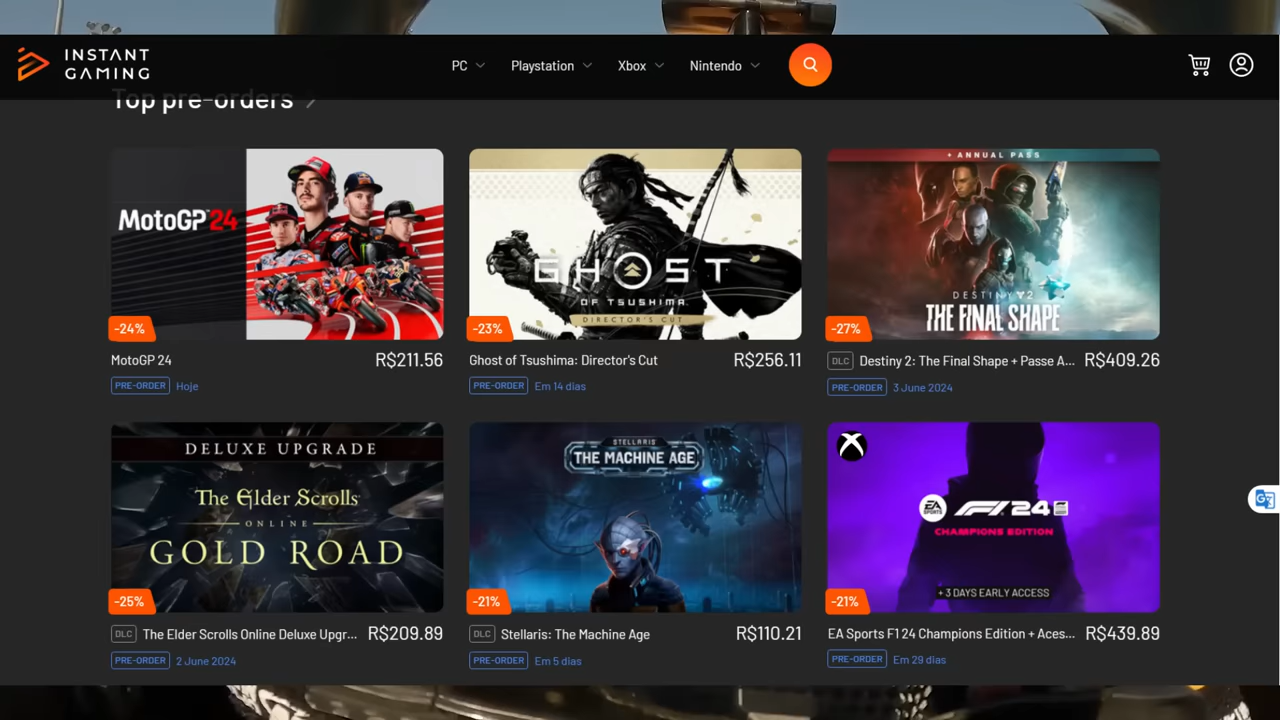 INSTANT
GAMING
PC
Playstation
Xbox
Nintendo
Top pre-orders
MotoGP 24
-24%
MotoGP 24
R$211.56
PRE-ORDER
Hoje
GHOST
OF TSUSHIMA
DIRECTOR'S CUT
-23%
Ghost of Tsushima: Director's Cut
R$256.11
PRE-ORDER
Em 14 dias
+ ANNUAL PASS
DESTINY 2
THE FINAL SHAPE
-27%
DLC
Destiny 2: The Final Shape + Passe A...
R$409.26
PRE-ORDER
3 June 2024
DELUXE UPGRADE
The Elder Scrolls
ONLINE
GOLD ROAD
-25%
DLC
The Elder Scrolls Online Deluxe Upgr...
R$209.89
PRE-ORDER
2 June 2024
STELLARIS
THE MACHINE AGE
-21%
DLC
Stellaris: The Machine Age
R$110.21
PRE-ORDER
Em 5 dias
EA
SPORTS
F1 24
CHAMPIONS EDITION
+ 3 DAYS EARLY ACCESS
-21%
EA Sports F1 24 Champions Edition + Aces...
R$439.89
PRE-ORDER
Em 29 dias